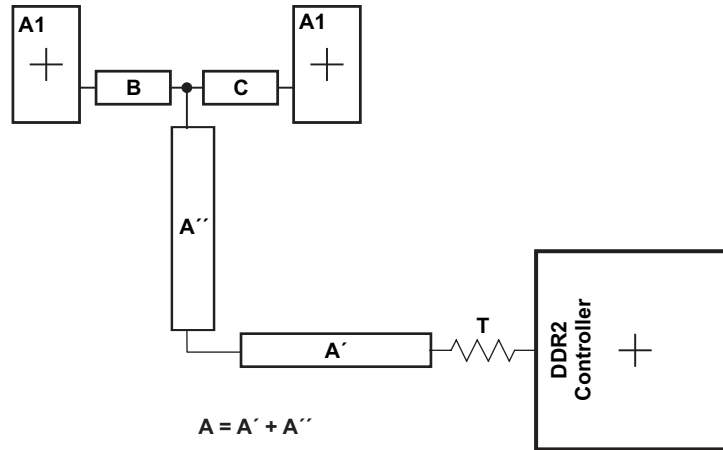 A1
A1
B
C
A´´
T
A´
DDR2
Controller
A = A´ + A´´